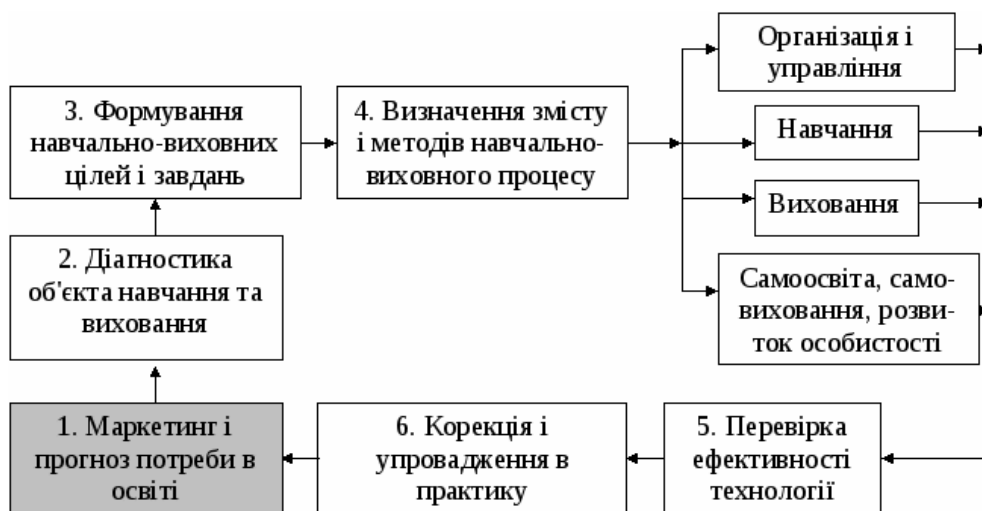 Організація і
управління
3. Формування
навчально-виховних
цілей і завдань
4. Визначення змісту
і методів навчально-
виховного процесу
Навчання
Виховання
2. Діагностика
об'єкта навчання та
виховання
Самоосвіта, само-
виховання, розви-
ток особистості
1. Маркетинг і
прогноз потреби в
освіті
6. Корекція і
упровадження в
практику
5. Перевірка
ефективності
технології